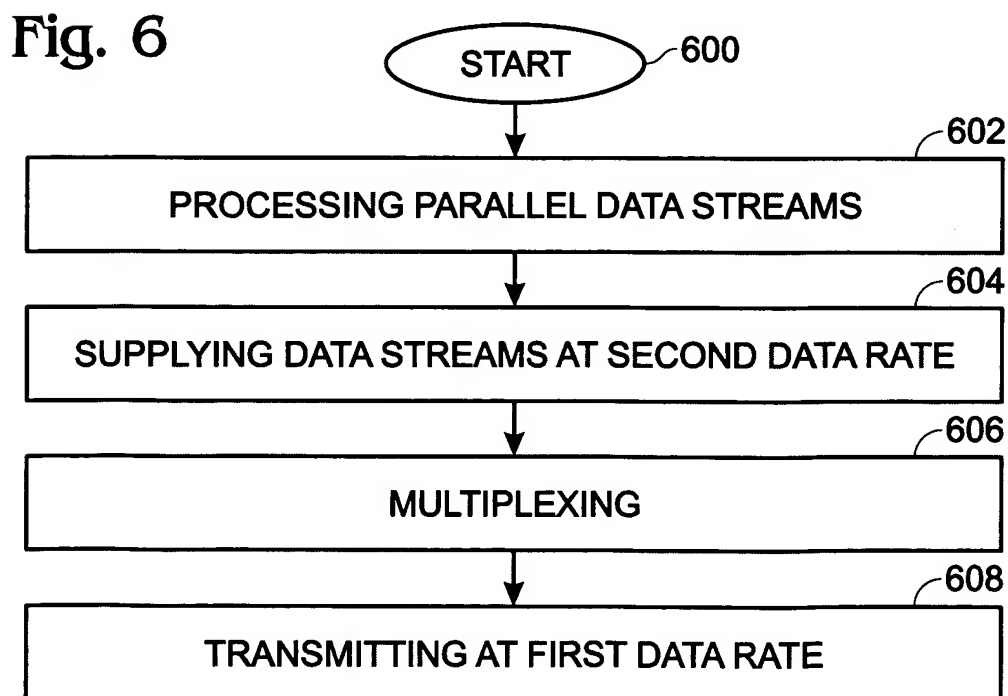 Fig. 6
START
600
602
PROCESSING PARALLEL DATA STREAMS
604
SUPPLYING DATA STREAMS AT SECOND DATA RATE
606
MULTIPLEXING
608
TRANSMITTING AT FIRST DATA RATE